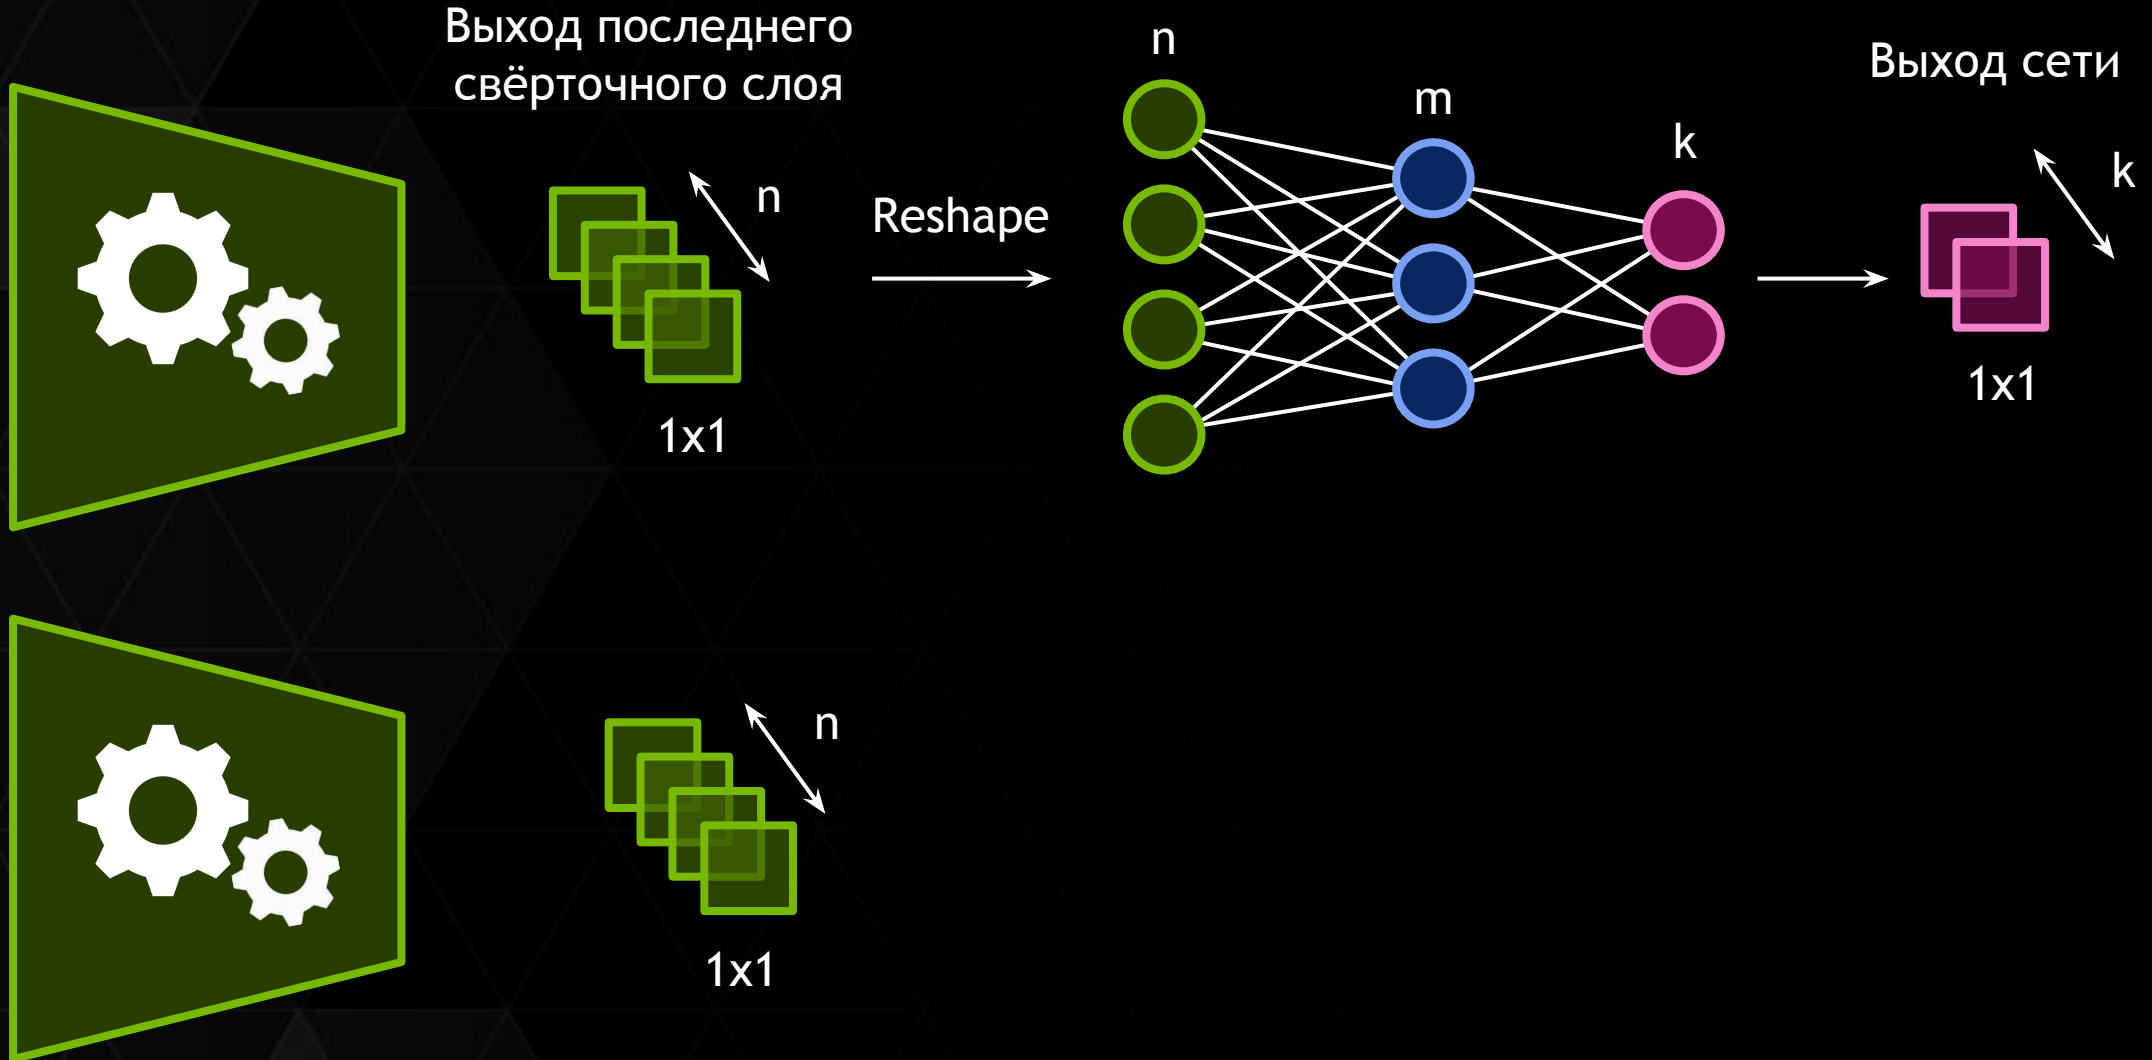 Выход последнего
свёрточного слоя
n
1x1
Reshape
n
m
k
Выход сети
k
1x1
n
1x1